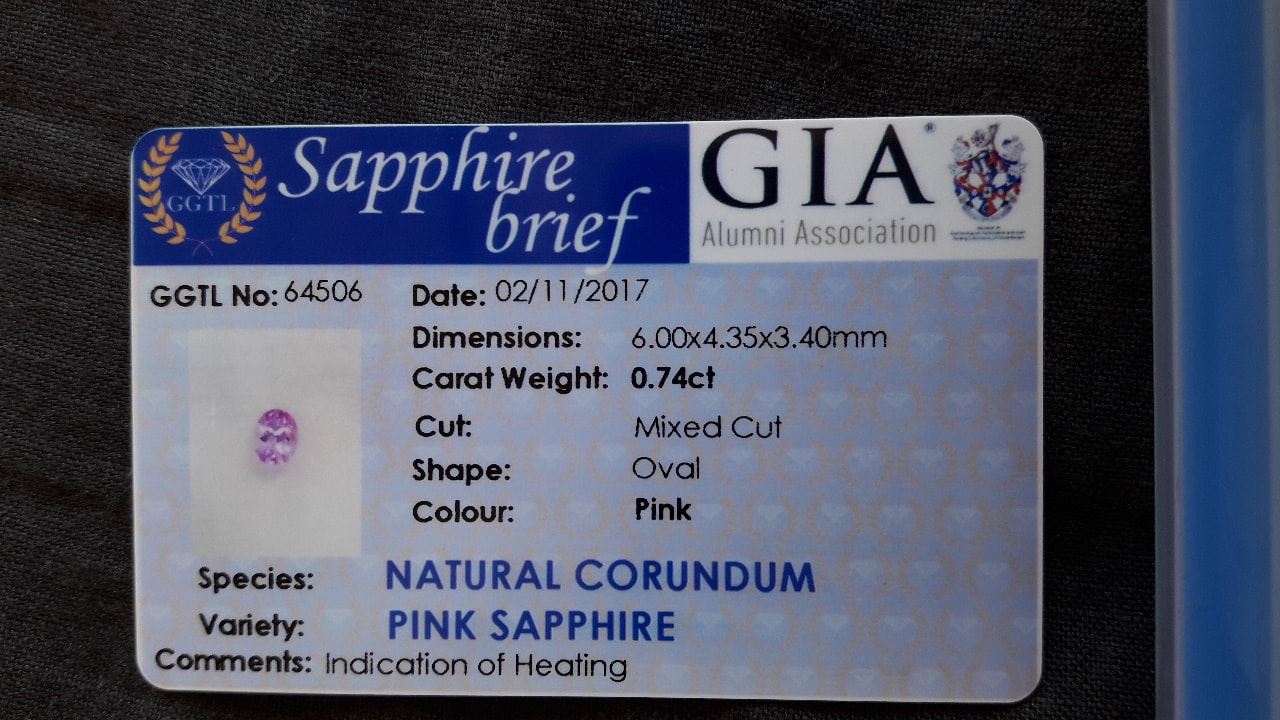 GGTL
Sapphire
brief
GIA®
Alumni Association
GGTL No: 64506
Date: 02/11/2017
Dimensions: 6.00x4.35x3.40mm
Carat Weight: 0.74ct
Cut: Mixed Cut
Shape: Oval
Colour: Pink
Species: NATURAL CORUNDUM
Variety: PINK SAPPHIRE
Comments: Indication of Heating